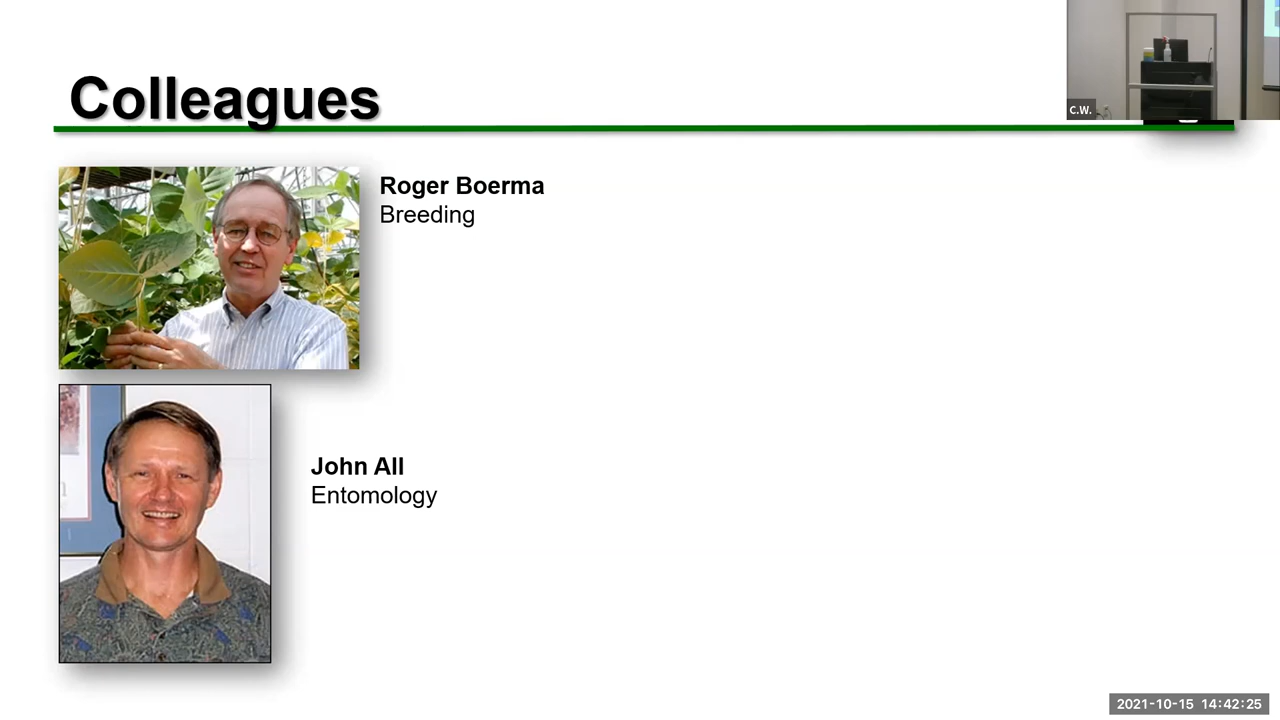 Colleagues
C.W.
Roger Boerma
Breeding
John All
Entomology
2021-10-15 14:42:25